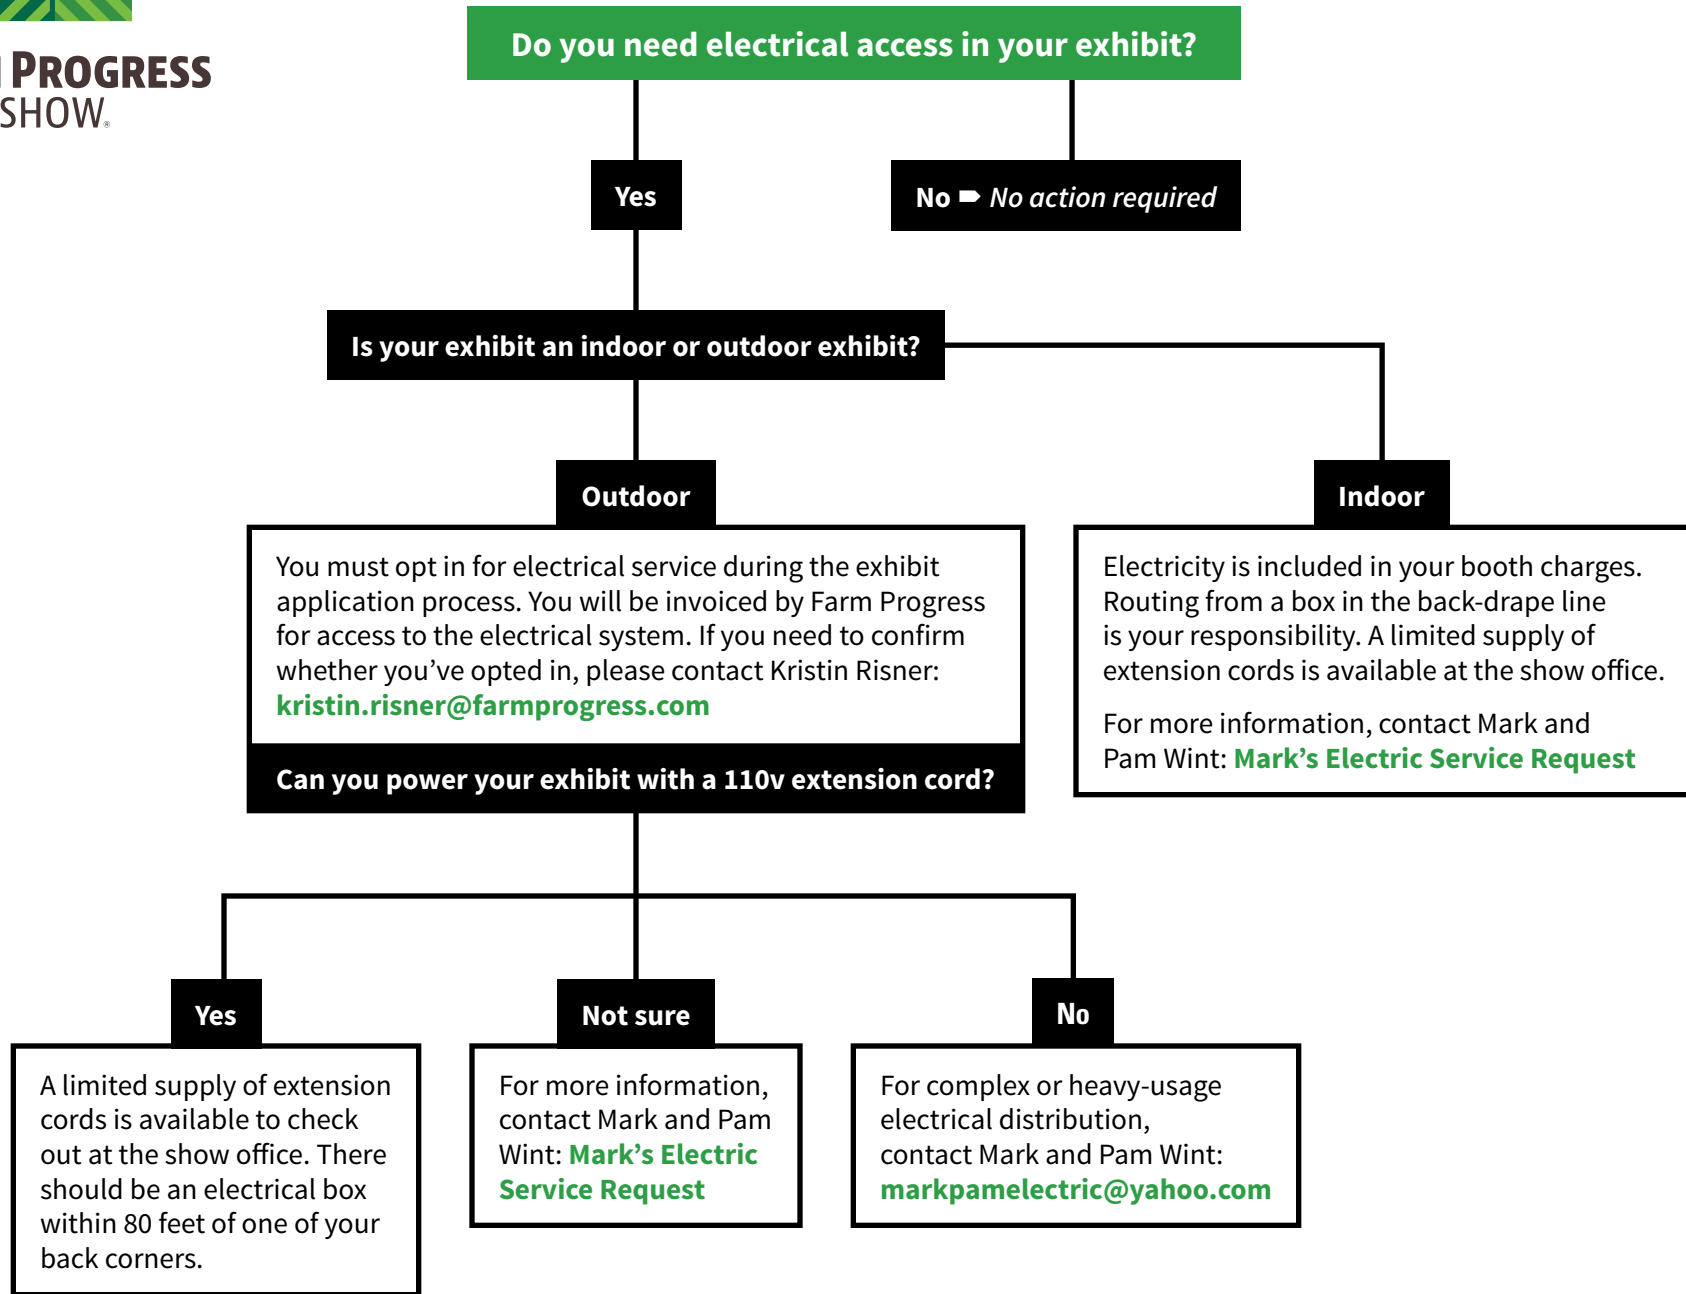 PROGRESS
SHOW®
Do you need electrical access in your exhibit?
Yes
No ➨ No action required
Is your exhibit an indoor or outdoor exhibit?
Outdoor
You must opt in for electrical service during the exhibit
application process. You will be invoiced by Farm Progress
for access to the electrical system. If you need to confirm
whether you’ve opted in, please contact Kristin Risner:
kristin.risner@farmprogress.com
Can you power your exhibit with a 110v extension cord?
Indoor
Electricity is included in your booth charges.
Routing from a box in the back-drape line
is your responsibility. A limited supply of
extension cords is available at the show office.
For more information, contact Mark and
Pam Wint: Mark’s Electric Service Request
Yes
A limited supply of extension
cords is available to check
out at the show office. There
should be an electrical box
within 80 feet of one of your
back corners.
Not sure
For more information,
contact Mark and Pam
Wint: Mark’s Electric
Service Request
No
For complex or heavy-usage
electrical distribution,
contact Mark and Pam Wint:
markpamelectric@yahoo.com